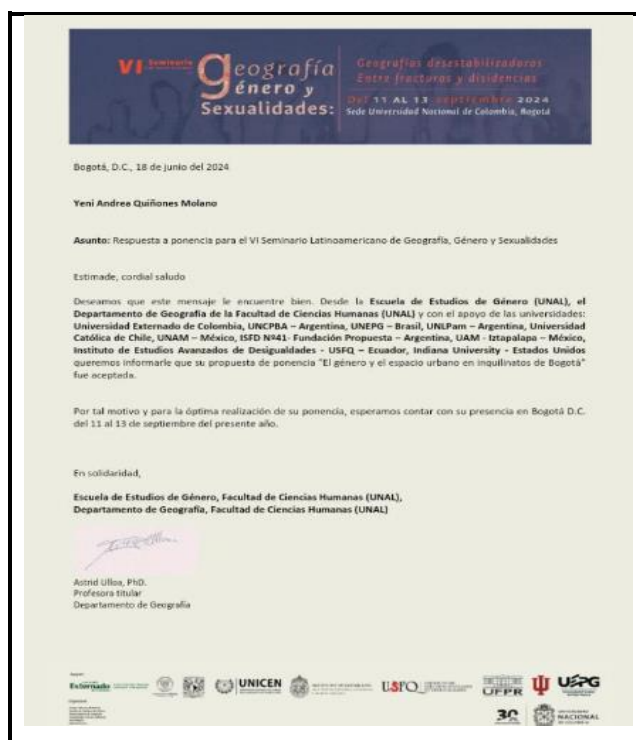 VI Seminario
Geografía
género y
Sexualidades:
Geografías desestabilizadoras
Entre fracturas y disidencias
Del 11 AL 13 septiembre 2024
Sede Universidad Nacional de Colombia, Bogotá
Bogotá, D.C., 18 de junio del 2024
Yeni Andrea Quiñones Molano
Asunto: Respuesta a ponencia para el VI Seminario Latinoamericano de Geografía, Género y Sexualidades
Estimade, cordial saludo
Deseamos que este mensaje le encuentre bien. Desde la Escuela de Estudios de Género (UNAL), el
Departamento de Geografía de la Facultad de Ciencias Humanas (UNAL) y con el apoyo de las universidades:
Universidad Externado de Colombia, UNCPBA – Argentina, UNEPG – Brasil, UNLPam – Argentina, Universidad
Católica de Chile, UNAM – México, ISFD Nº41- Fundación Propuesta – Argentina, UAM - Iztapalapa – México,
Instituto de Estudios Avanzados de Desigualdades - USFQ – Ecuador, Indiana University - Estados Unidos
queremos informarle que su propuesta de ponencia "El género y el espacio urbano en inquilinatos de Bogotá"
fue aceptada.
Por tal motivo y para la óptima realización de su ponencia, esperamos contar con su presencia en Bogotá D.C.
del 11 al 13 de septiembre del presente año.
En solidaridad,
Escuela de Estudios de Género, Facultad de Ciencias Humanas (UNAL),
Departamento de Geografía, Facultad de Ciencias Humanas (UNAL)
Astrid Ulloa, PhD.
Profesora titular
Departamento de Geografía
Externado
UNICEN
USFQ
UFPR
UEPG
30
UNIVERSIDAD
NACIONAL
DE COLOMBIA